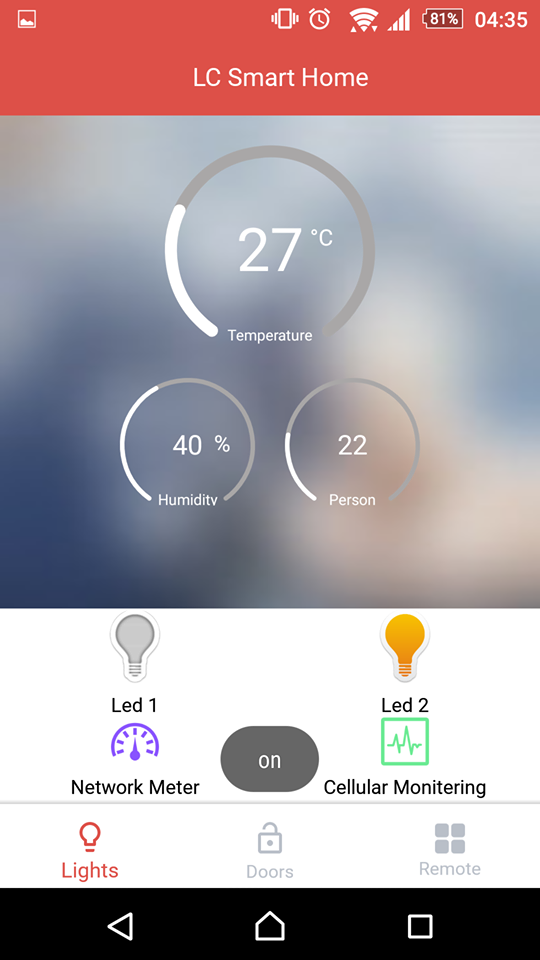 81% 04:35
LC Smart Home
27 °C
Temperature
40 % 22
Humidity Person
Led 1 Led 2
on
Network Meter Cellular Monitering
Lights Doors Remote